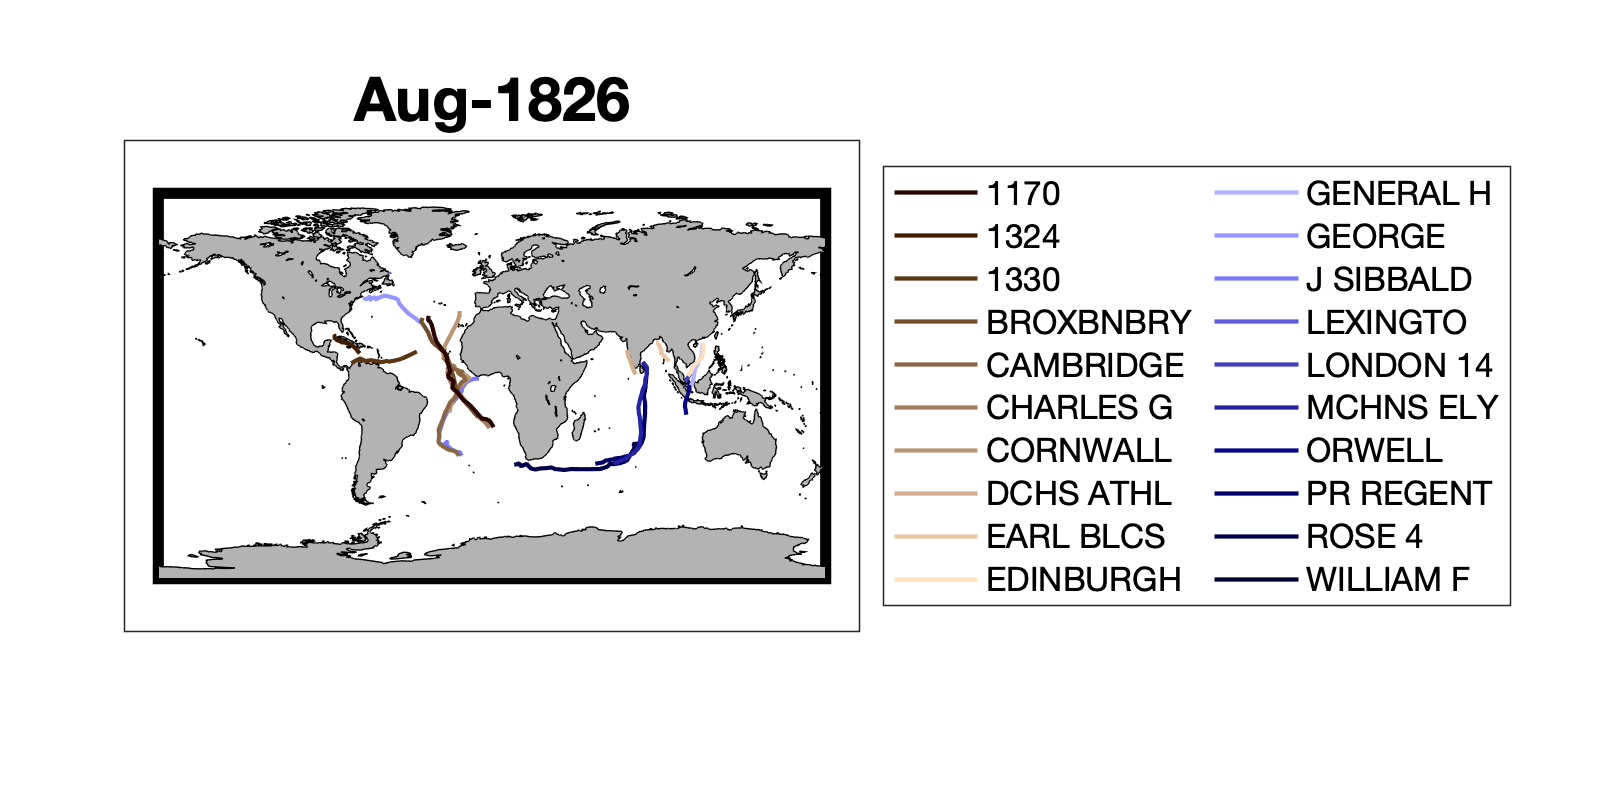 Aug-1826
1170
1324
1330
BROXBNBRY
CAMBRIDGE
CHARLES G
CORNWALL
DCHS ATHL
EARL BLCS
EDINBURGH
GENERAL H
GEORGE
J SIBBALD
LEXINGTO
LONDON 14
MCHNS ELY
ORWELL
PR REGENT
ROSE 4
WILLIAM F